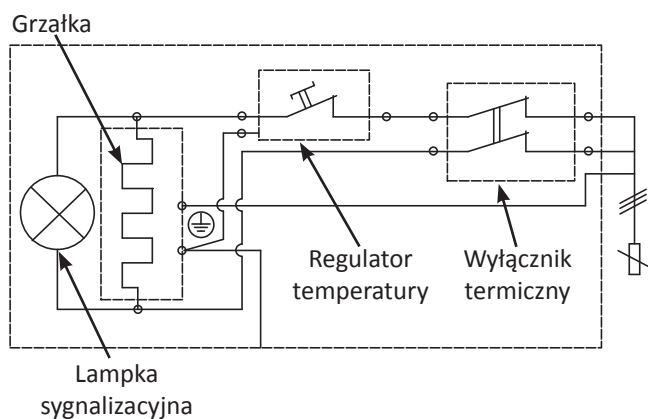 Grzałka
Regulator
temperatury
Wyłącznik
termiczny
Lampka
sygnalizacyjna